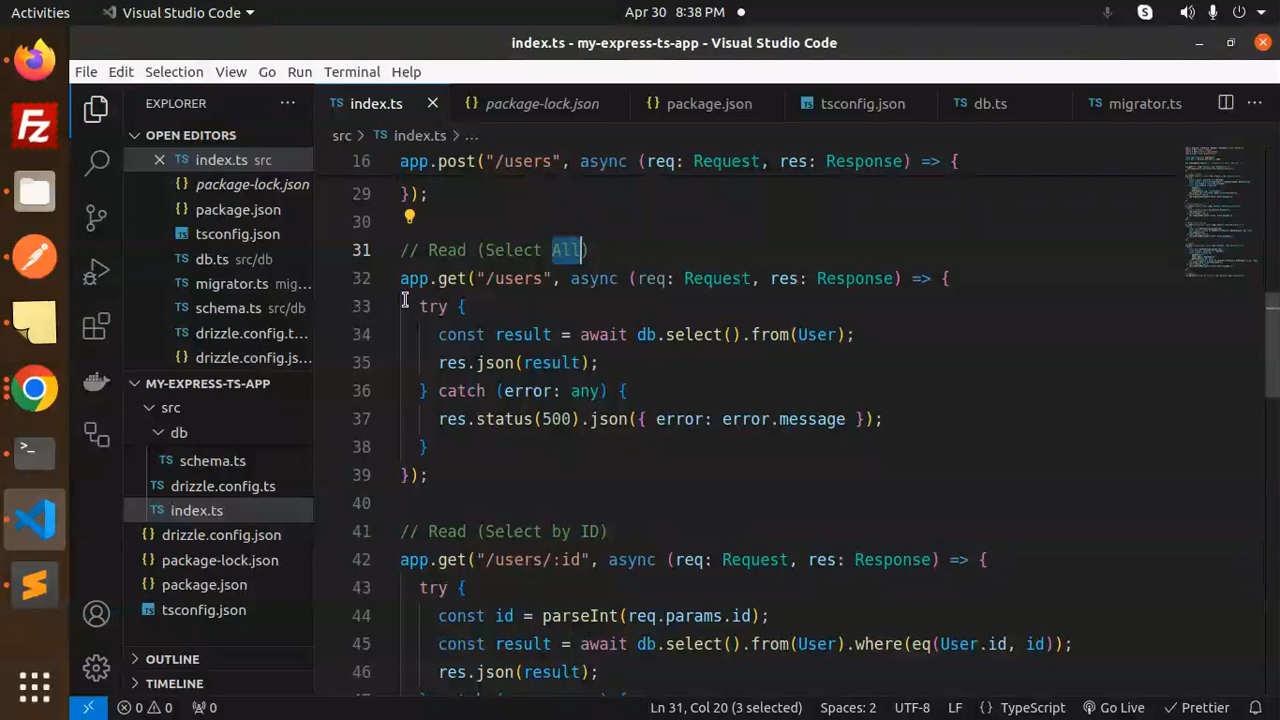 Activities
Visual Studio Code
Apr 30 8:38 PM
index.ts - my-express-ts-app - Visual Studio Code
File Edit Selection View Go Run Terminal Help
EXPLORER
index.ts
package-lock.json
package.json
tsconfig.json
db.ts
migrator.ts
OPEN EDITORS
index.ts src
package-lock.json
package.json
tsconfig.json
db.ts src/db
migrator.ts mig...
schema.ts src/db
drizzle.config.t...
drizzle.config.js...
MY-EXPRESS-TS-APP
src
db
schema.ts
drizzle.config.ts
index.ts
drizzle.config.json
package-lock.json
package.json
tsconfig.json
OUTLINE
TIMELINE
src > index.ts > ...
16 app.post("/users", async (req: Request, res: Response) => {
29 });
30
31 // Read (Select All)
32 app.get("/users", async (req: Request, res: Response) => {
33 try {
34 const result = await db.select().from(User);
35 res.json(result);
36 } catch (error: any) {
37 res.status(500).json({ error: error.message });
38 }
39 });
40
41 // Read (Select by ID)
42 app.get("/users/:id", async (req: Request, res: Response) => {
43 try {
44 const id = parseInt(req.params.id);
45 const result = await db.select().from(User).where(eq(User.id, id));
46 res.json(result);
0 0 0
Ln 31, Col 20 (3 selected)
Spaces: 2
UTF-8
LF
{ } TypeScript
Go Live
Prettier